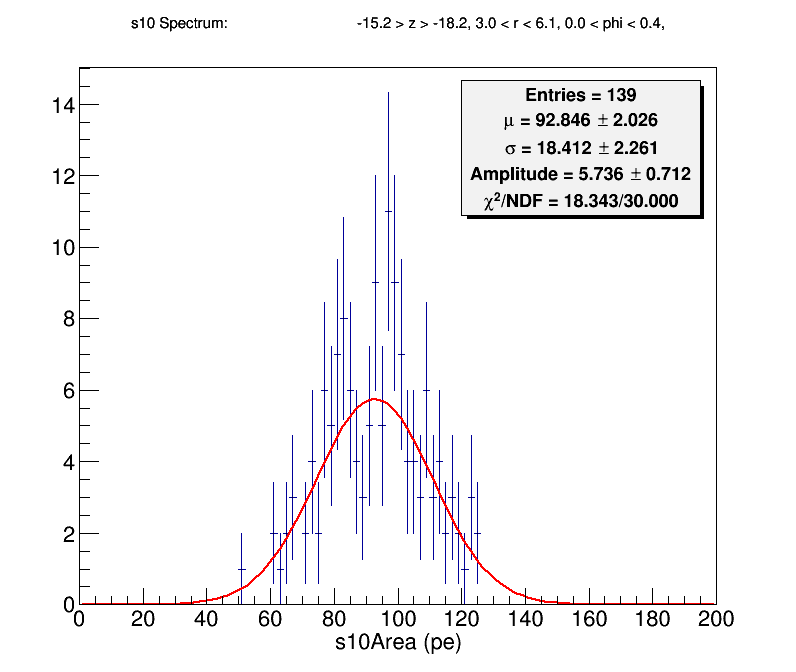 s10 Spectrum: -15.2 > z > -18.2, 3.0 < r < 6.1, 0.0 < phi < 0.4,
Entries = 139
μ = 92.846 ± 2.026
σ = 18.412 ± 2.261
Amplitude = 5.736 ± 0.712
χ²/NDF = 18.343/30.000
14
12
10
8
6
4
2
0
0 20 40 60 80 100 120 140 160 180 200
s10Area (pe)